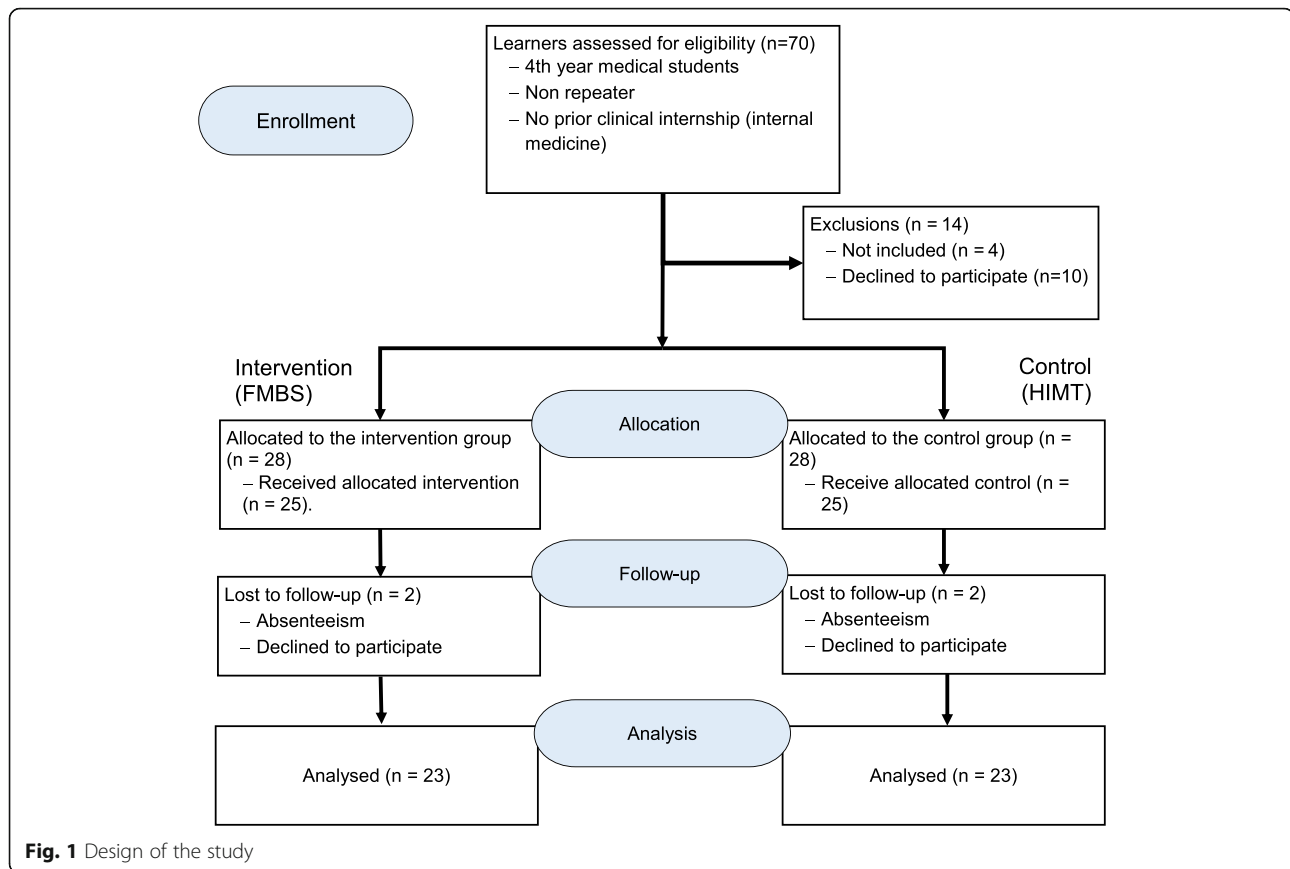 Learners assessed for eligibility (n=70)
– 4th year medical students
– Non repeater
– No prior clinical internship (internal
medicine)
Enrollment
Exclusions (n = 14)
– Not included (n = 4)
– Declined to participate (n=10)
Intervention
(FMBS)
Control
(HIMT)
Allocation
Allocated to the intervention group
(n = 28)
– Received allocated intervention
(n = 25).
Allocated to the control group (n =
28)
– Receive allocated control (n =
25)
Follow-up
Lost to follow-up (n = 2)
– Absenteeism
– Declined to participate
Lost to follow-up (n = 2)
– Absenteeism
– Declined to participate
Analysis
Analysed (n = 23)
Analysed (n = 23)
Fig. 1 Design of the study